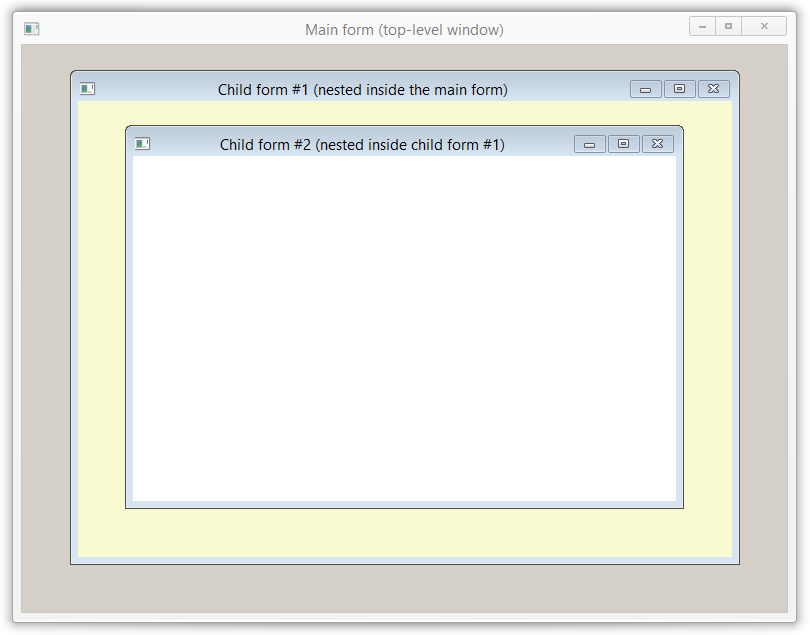 Main form (top-level window)
Child form #1 (nested inside the main form)
Child form #2 (nested inside child form #1)